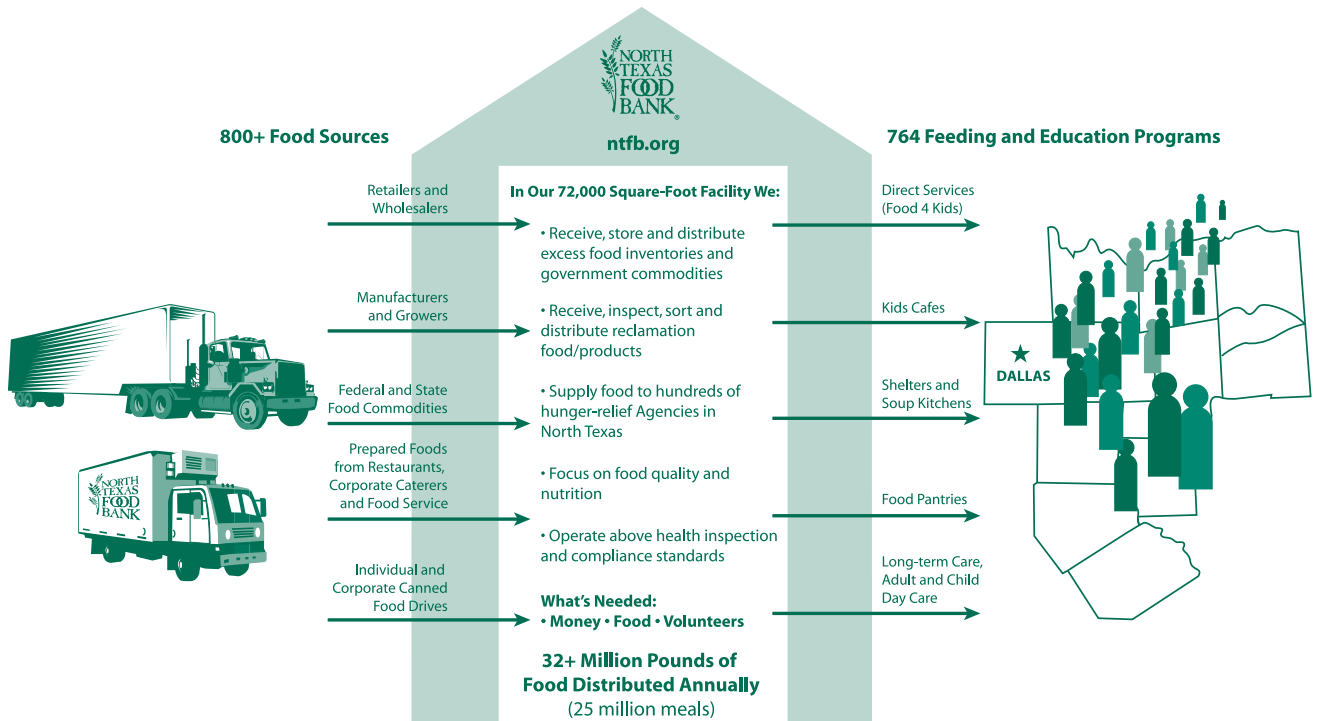 NORTH
TEXAS
FOOD
BANK®
ntfb.org
800+ Food Sources
Retailers and
Wholesalers
Manufacturers
and Growers
Federal and State
Food Commodities
Prepared Foods
from Restaurants,
Corporate Caterers
and Food Service
Individual and
Corporate Canned
Food Drives
NORTH
TEXAS
FOOD
BANK
In Our 72,000 Square-Foot Facility We:
• Receive, store and distribute
excess food inventories and
government commodities
• Receive, inspect, sort and
distribute reclamation
food/products
• Supply food to hundreds of
hunger-relief Agencies in
North Texas
• Focus on food quality and
nutrition
• Operate above health inspection
and compliance standards
What's Needed:
• Money • Food • Volunteers
32+ Million Pounds of
Food Distributed Annually
(25 million meals)
764 Feeding and Education Programs
Direct Services
(Food 4 Kids)
Kids Cafes
Shelters and
Soup Kitchens
Food Pantries
Long-term Care,
Adult and Child
Day Care
DALLAS